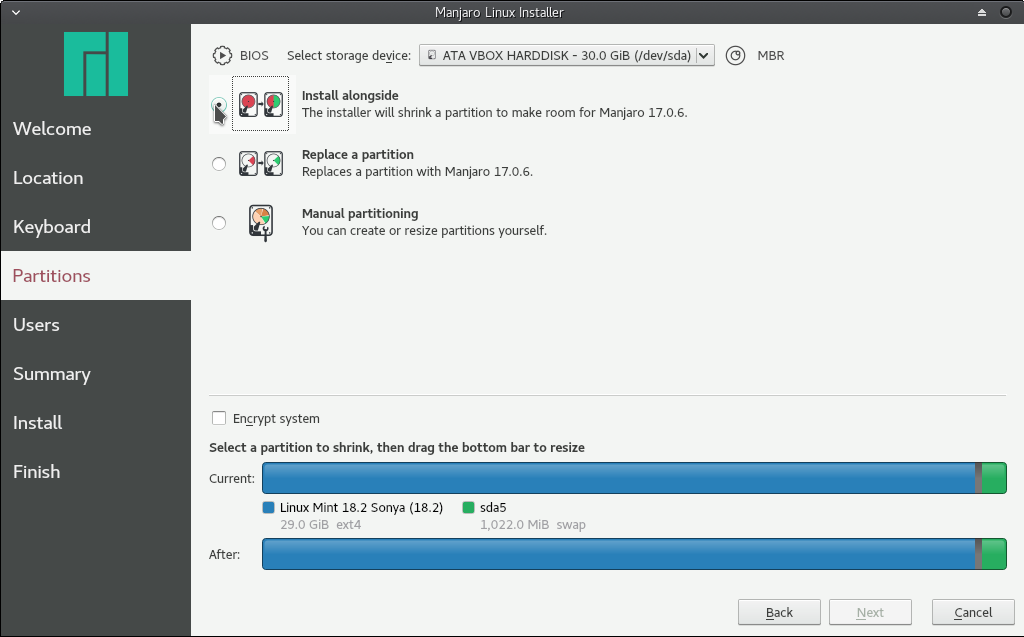 Manjaro Linux Installer
BIOS Select storage device: ATA VBOX HARDDISK - 30.0 GiB (/dev/sda) MBR
Install alongside
The installer will shrink a partition to make room for Manjaro 17.0.6.
Replace a partition
Replaces a partition with Manjaro 17.0.6.
Manual partitioning
You can create or resize partitions yourself.
Welcome
Location
Keyboard
Partitions
Users
Summary
Install
Finish
Encrypt system
Select a partition to shrink, then drag the bottom bar to resize
Current:
Linux Mint 18.2 Sonya (18.2) sda5
29.0 GiB ext4 1,022.0 MiB swap
After:
Back Next Cancel